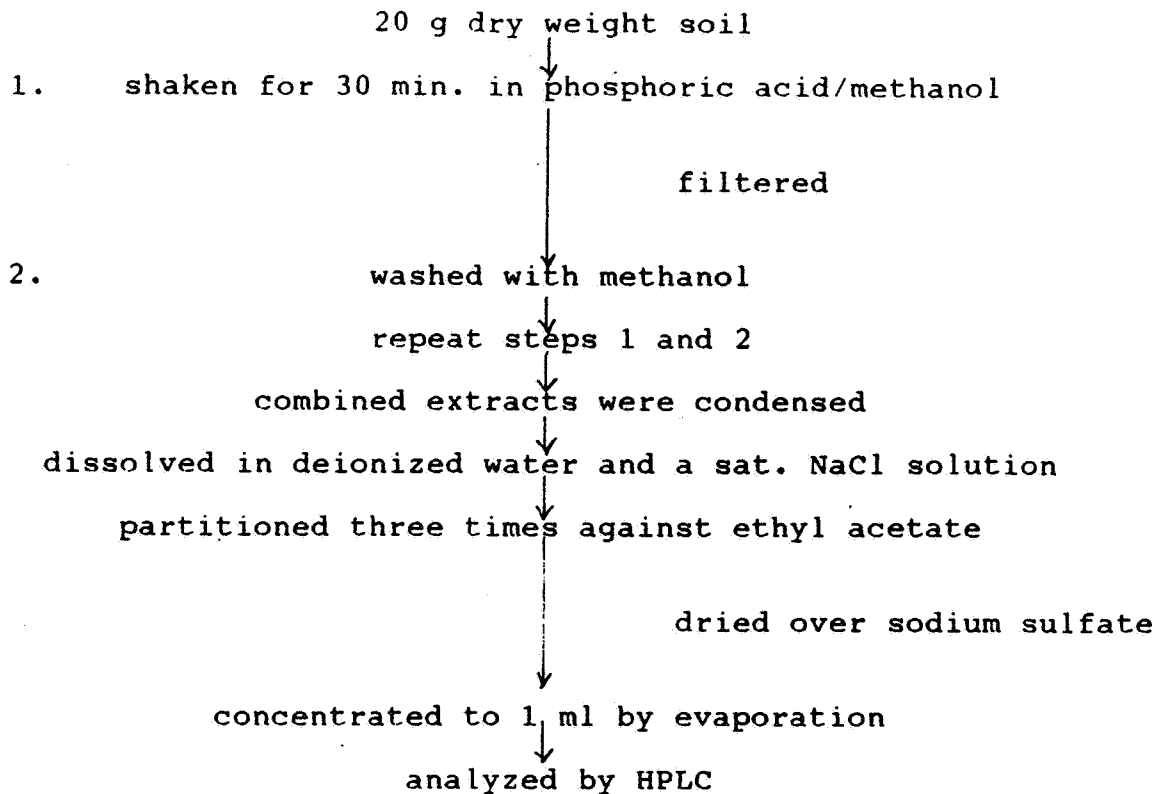 20 g dry weight soil
1. shaken for 30 min. in phosphoric acid/methanol
filtered
2. washed with methanol
repeat steps 1 and 2
combined extracts were condensed
dissolved in deionized water and a sat. NaCl solution
partitioned three times against ethyl acetate
dried over sodium sulfate
concentrated to 1 ml by evaporation
analyzed by HPLC